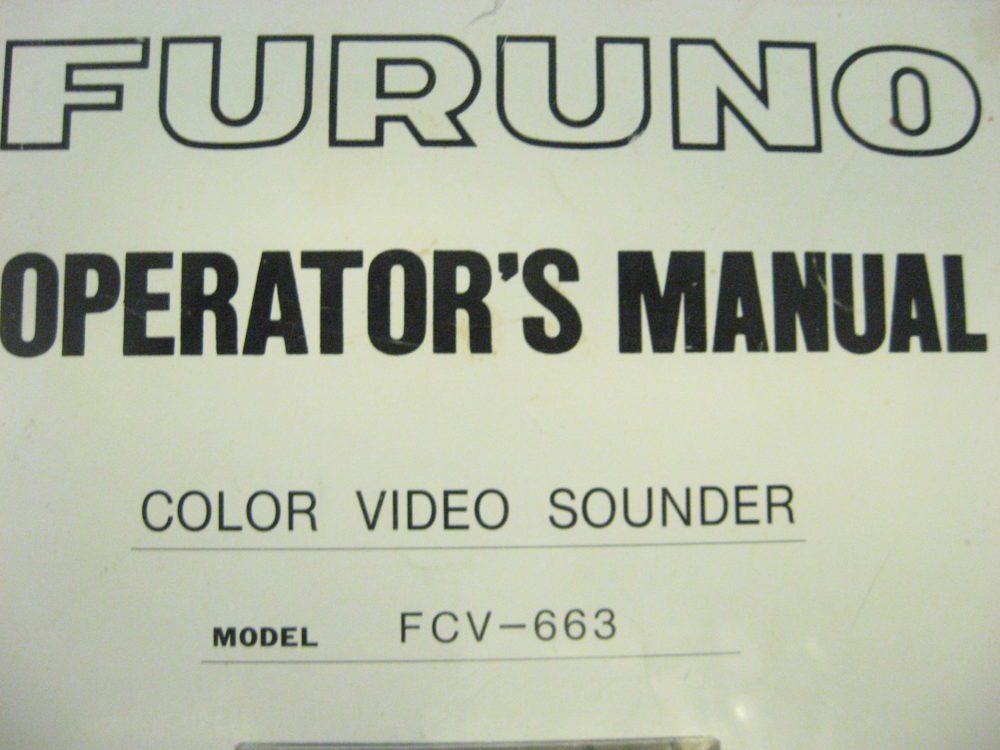 FURUNO
OPERATOR'S MANUAL
COLOR VIDEO SOUNDER
MODEL FCV-663